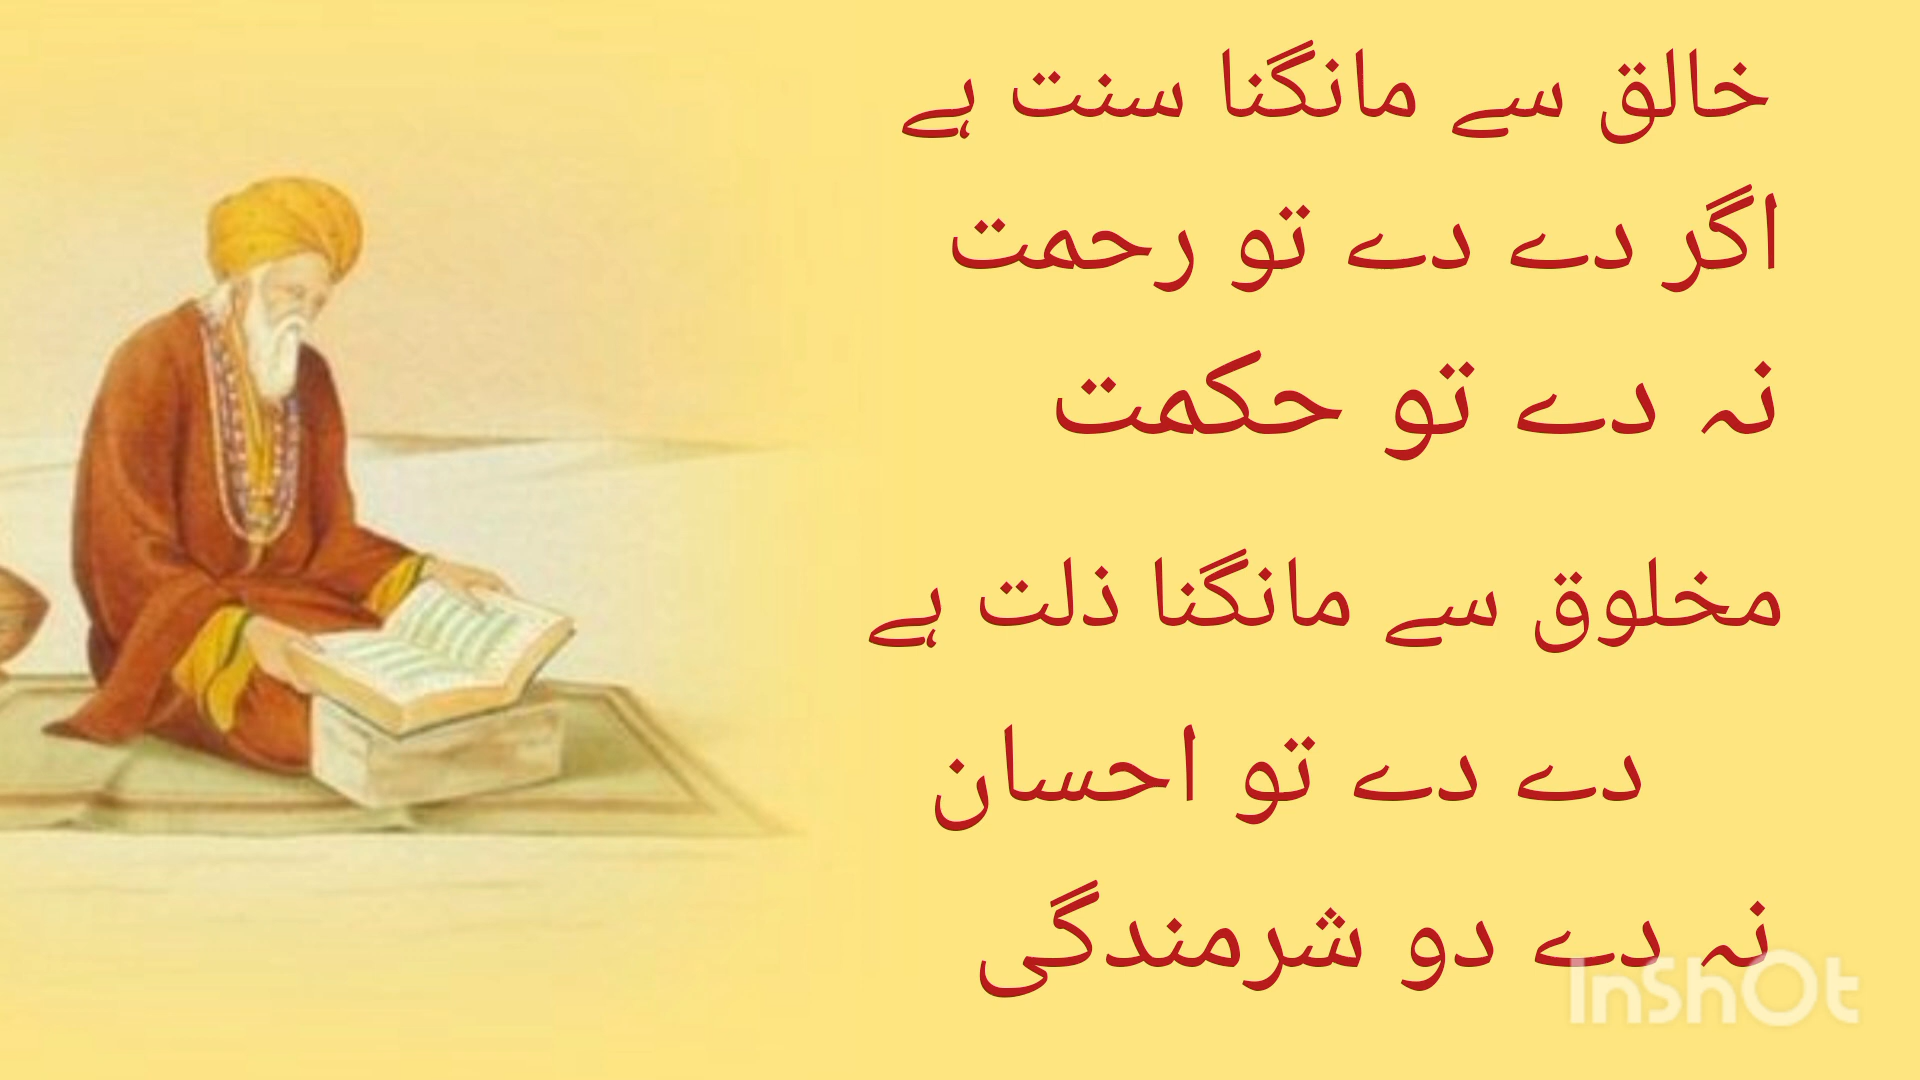 خالق سے مانگنا سنت ہے
اگر دے دے تو رحمت
نہ دے تو حکمت
مخلوق سے مانگنا ذلت ہے
دے دے تو احسان
نہ دے دو شرمندگی
InShOt